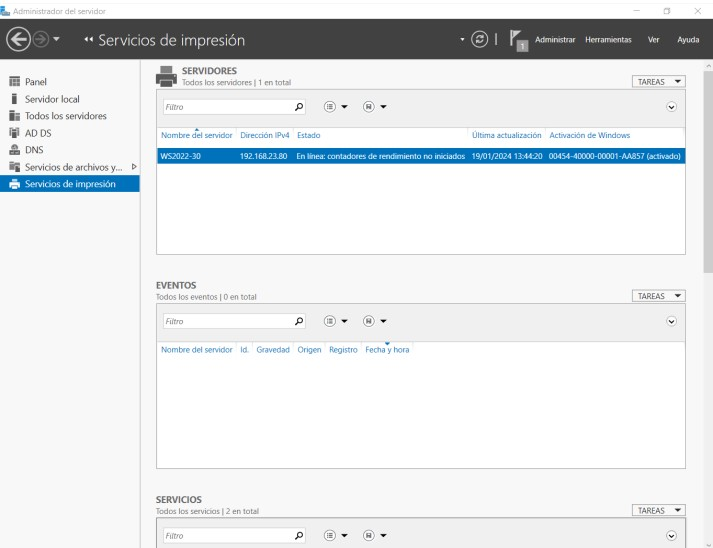 Administrador del servidor
Servicios de impresión
1
Administrar Herramientas Ver Ayuda
Panel
Servidor local
Todos los servidores
AD DS
DNS
Servicios de archivos y...
Servicios de impresión
SERVIDORES
Todos los servidores | 1 en total
TAREAS
Filtro
Nombre del servidor Dirección IPv4 Estado Última actualización Activación de Windows
WS2022-30 192.168.23.80 En línea: contadores de rendimiento no iniciados 19/01/2024 13:44:20 00454-40000-00001-AA857 (activado)
EVENTOS
Todos los eventos | 0 en total
TAREAS
Filtro
Nombre del servidor Id. Gravedad Origen Registro Fecha y hora
SERVICIOS
Todos los servicios | 2 en total
TAREAS
Filtro